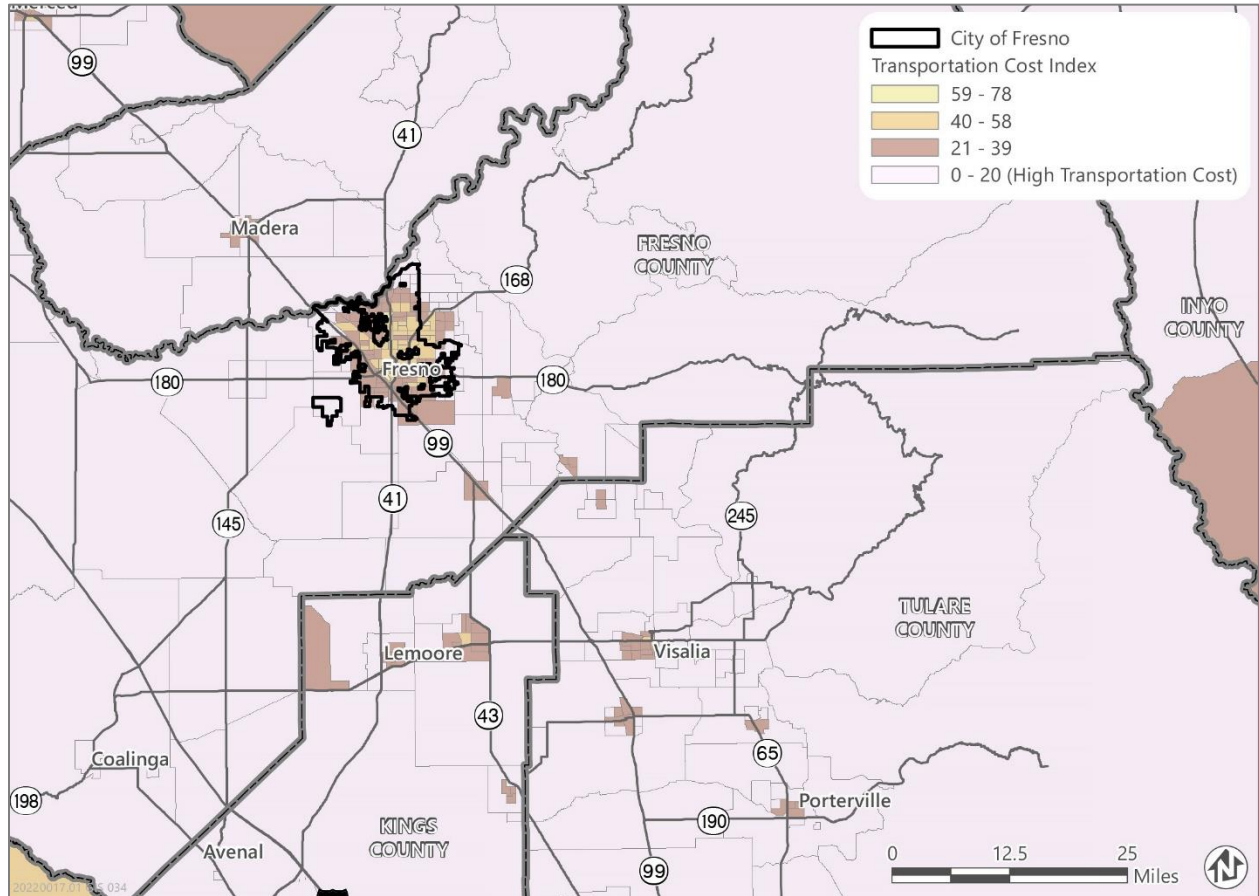 Merced
99
41
City of Fresno
Transportation Cost Index
59 - 78
40 - 58
21 - 39
0 - 20 (High Transportation Cost)
Madera
FRESNO
COUNTY
168
INYO
COUNTY
Fresno
180
180
99
41
145
245
TULARE
COUNTY
Lemoore
Visalia
43
65
Coalinga
198
Porterville
KINGS
COUNTY
190
Avenal
99
0 12.5 25
Miles
N